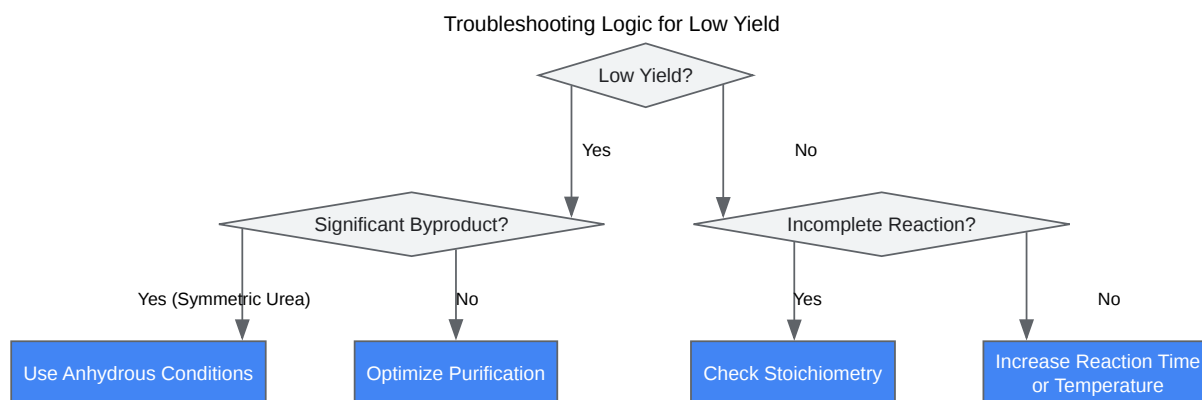 Troubleshooting Logic for Low Yield
Low Yield?
Yes
No
Significant Byproduct?
Incomplete Reaction?
Yes (Symmetric Urea)
No
Yes
No
Use Anhydrous Conditions
Optimize Purification
Check Stoichiometry
Increase Reaction Time
or Temperature